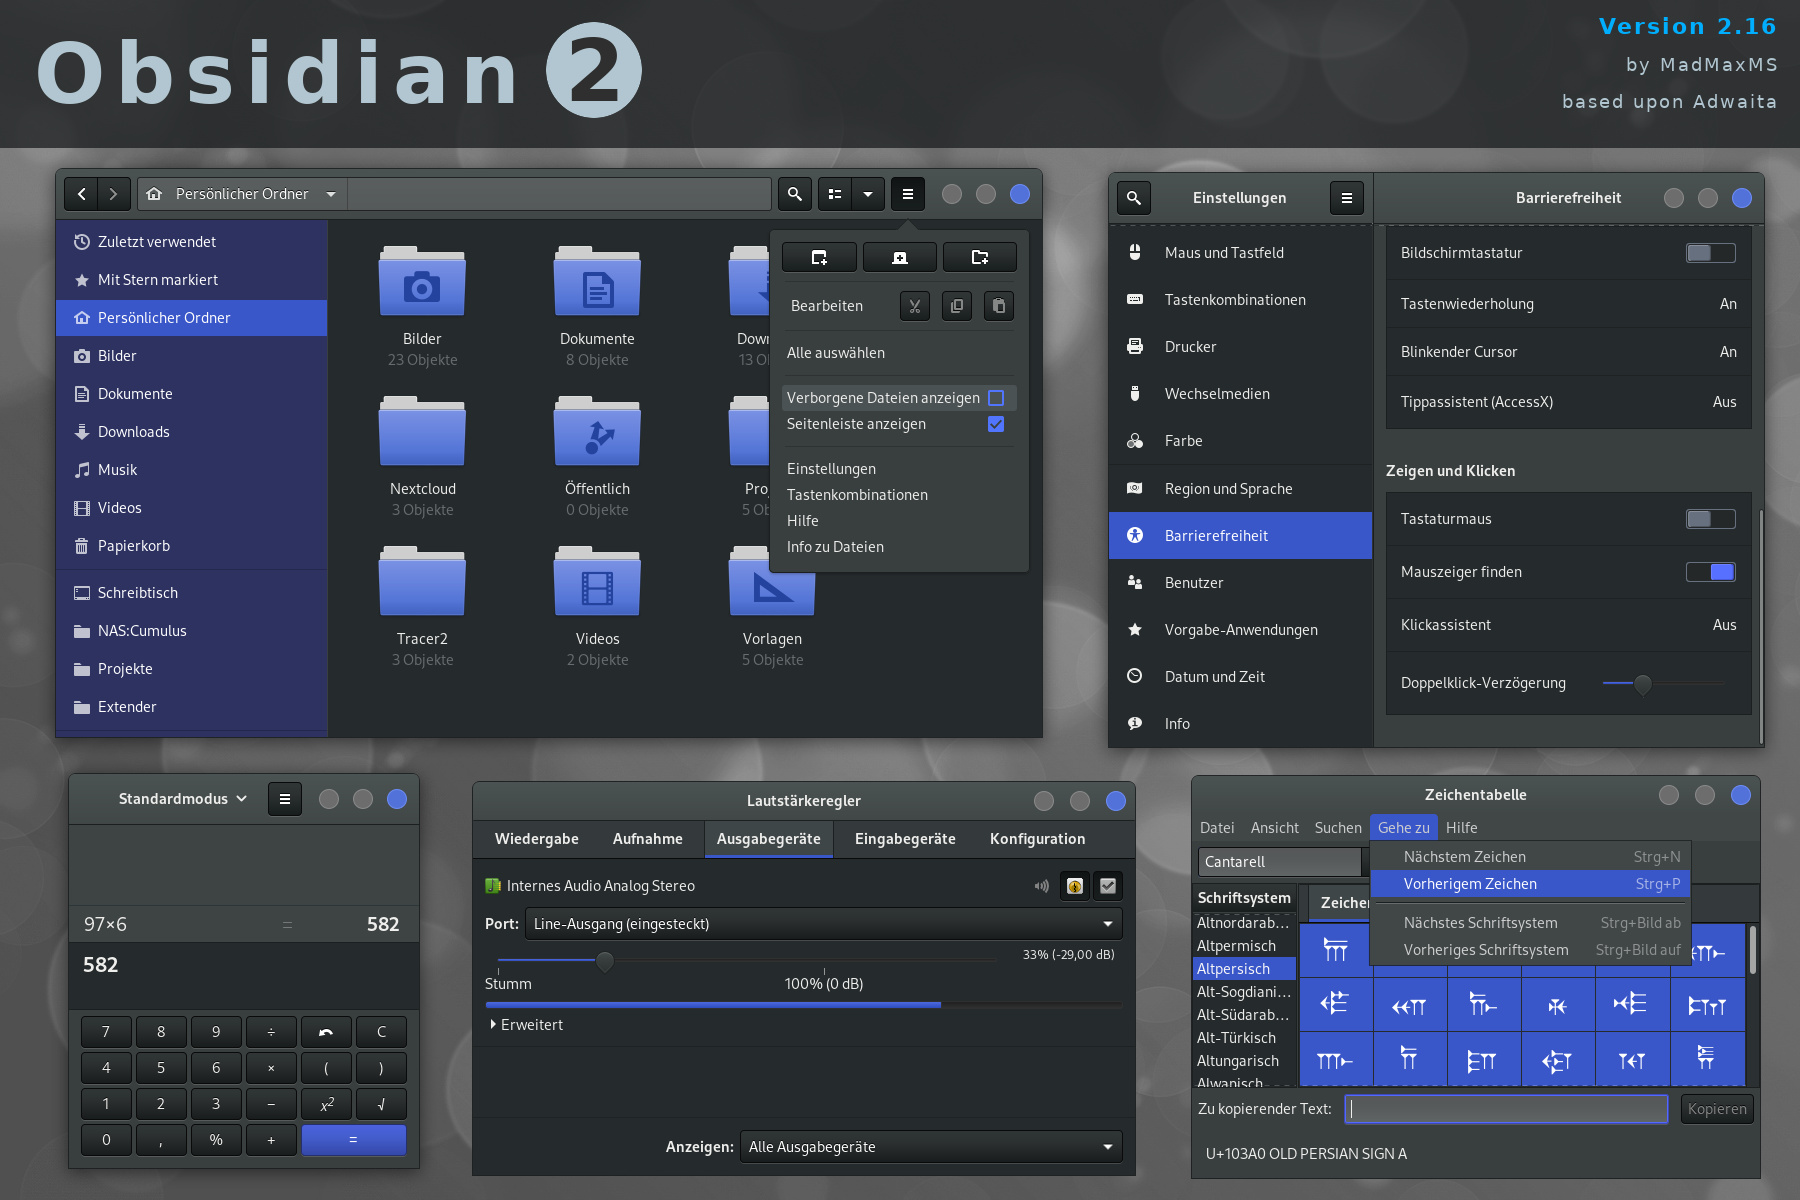 Obsidian 2
Version 2.16
by MadMaxMS
based upon Adwaita
Persönlicher Ordner
Zuletzt verwendet
Mit Stern markiert
Persönlicher Ordner
Bilder
Dokumente
Downloads
Musik
Videos
Papierkorb
Schreibtisch
NAS:Cumulus
Projekte
Extender
Bilder
23 Objekte
Dokumente
8 Objekte
Nextcloud
3 Objekte
Öffentlich
0 Objekte
Tracer2
3 Objekte
Videos
2 Objekte
Vorlagen
5 Objekte
Bearbeiten
Alle auswählen
Verborgene Dateien anzeigen
Seitenleiste anzeigen
Einstellungen
Tastenkombinationen
Hilfe
Info zu Dateien
Einstellungen
Barrierefreiheit
Maus und Tastfeld
Tastenkombinationen
Drucker
Wechselmedien
Farbe
Region und Sprache
Barrierefreiheit
Benutzer
Vorgabe-Anwendungen
Datum und Zeit
Info
Bildschirmtastatur
Tastenwiederholung An
Blinkender Cursor An
Tippassistent (AccessX) Aus
Zeigen und Klicken
Tastaturmaus
Mauszeiger finden
Klickassistent Aus
Doppelklick-Verzögerung
Standardmodus
97×6 = 582
582
7 8 9 ÷ C
4 5 6 × ( )
1 2 3 − x² √
0 , % + =
Lautstärkeregler
Wiedergabe Aufnahme Ausgabegeräte Eingabegeräte Konfiguration
Internes Audio Analog Stereo
Port: Line-Ausgang (eingesteckt)
33% (-29,00 dB)
Stumm 100% (0 dB)
Erweitert
Anzeigen: Alle Ausgabegeräte
Zeichentabelle
Datei Ansicht Suchen Gehe zu Hilfe
Cantarell
Nächstem Zeichen Strg+N
Vorherigem Zeichen Strg+P
Nächstes Schriftsystem Strg+Bild ab
Vorheriges Schriftsystem Strg+Bild auf
Schriftsystem
Altnordarab…
Altpermisch
Altpersisch
Alt-Sogdiani…
Alt-Südarab…
Alt-Türkisch
Altungarisch
Alwanisch
Zu kopierender Text: Kopieren
U+103A0 OLD PERSIAN SIGN A